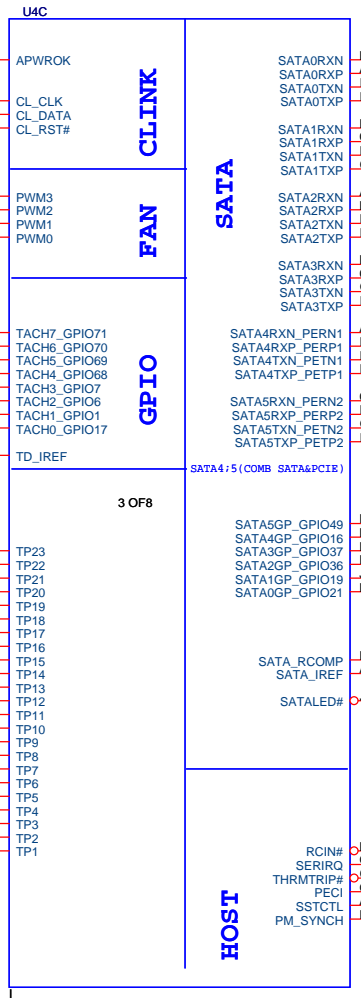 U4C
APWROK
CL_CLK
CL_DATA
CL_RST#
CLINK
PWM3
PWM2
PWM1
PWM0
FAN
TACH7_GPIO71
TACH6_GPIO70
TACH5_GPIO69
TACH4_GPIO68
TACH3_GPIO7
TACH2_GPIO6
TACH1_GPIO1
TACH0_GPIO17
TD_IREF
GPIO
3 OF8
TP23
TP22
TP21
TP20
TP19
TP18
TP17
TP16
TP15
TP14
TP13
TP12
TP11
TP10
TP9
TP8
TP7
TP6
TP5
TP4
TP3
TP2
TP1
SATA
SATA0RXN
SATA0RXP
SATA0TXN
SATA0TXP
SATA1RXN
SATA1RXP
SATA1TXN
SATA1TXP
SATA2RXN
SATA2RXP
SATA2TXN
SATA2TXP
SATA3RXN
SATA3RXP
SATA3TXN
SATA3TXP
SATA4RXN_PERN1
SATA4RXP_PERP1
SATA4TXN_PETN1
SATA4TXP_PETP1
SATA5RXN_PERN2
SATA5RXP_PERP2
SATA5TXN_PETN2
SATA5TXP_PETP2
SATA4;5(COMB SATA&PCIE)
SATA5GP_GPIO49
SATA4GP_GPIO16
SATA3GP_GPIO37
SATA2GP_GPIO36
SATA1GP_GPIO19
SATA0GP_GPIO21
SATA_RCOMP
SATA_IREF
SATALED#
HOST
RCIN#
SERIRQ
THRMTRIP#
PECI
SSTCTL
PM_SYNCH